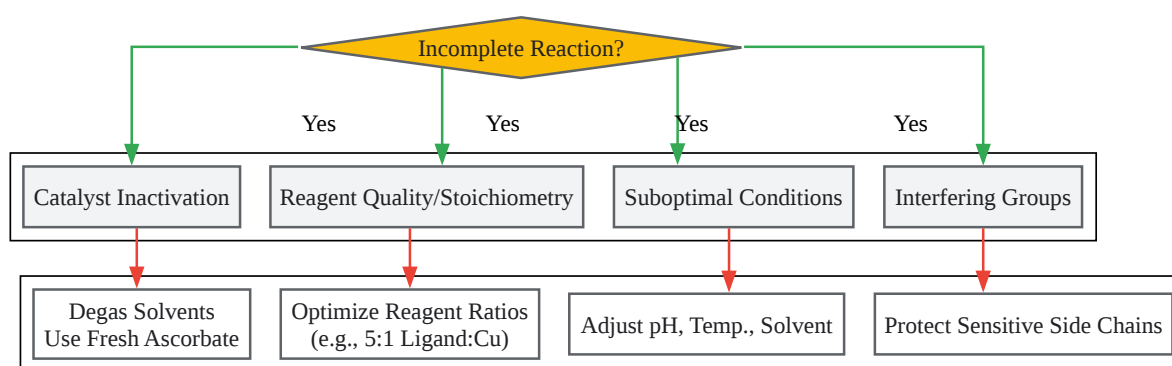 Incomplete Reaction?
Yes
Yes
Yes
Yes
Catalyst Inactivation
Reagent Quality/Stoichiometry
Suboptimal Conditions
Interfering Groups
Degas Solvents
Use Fresh Ascorbate
Optimize Reagent Ratios
(e.g., 5:1 Ligand:Cu)
Adjust pH, Temp., Solvent
Protect Sensitive Side Chains